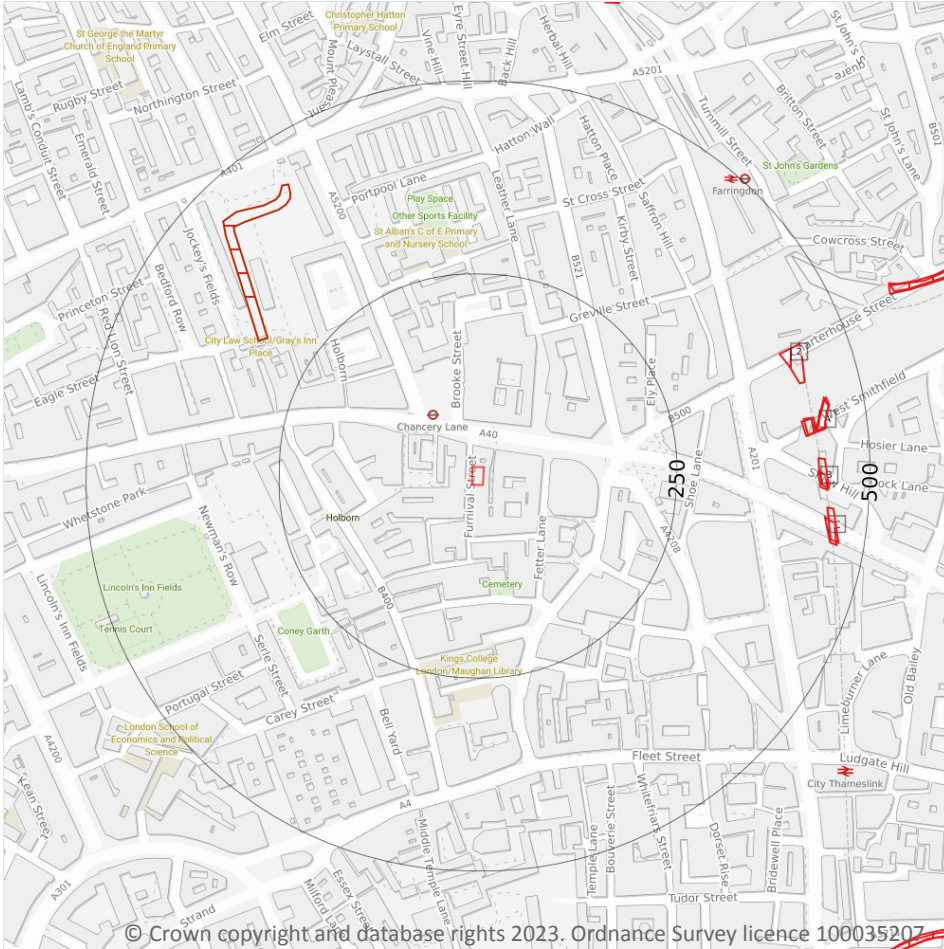 St George the Martyr
Church of England Primary
School
Elm Street
Christopher Hatton
Primary School
Laystall Street
Mount Pleasant
Vine Hill
Eyre Street Hill
Back Hill
Herbal Hill
A5201
St John's Square
Lamb's Conduit Street
Rugby Street
Northington Street
Emerald Street
Turnmill Street
Britton Street
St John's Lane
B501
Hatton Wall
Hatton Place
St John's Gardens
A401
A5200
Portpool Lane
Leather Lane
St Cross Street
Saffron Hill
Farringdon
Play Space
Other Sports Facility
St Alban's C of E Primary
and Nursery School
Kirby Street
Cowcross Street
Jockey's Fields
Bedford Row
Princeton Street
Red Lion Street
B521
Greville Street
Charterhouse Street
City Law School/Gray's Inn
Place
Holborn
Brooke Street
Ely Place
Eagle Street
B500
West Smithfield
Chancery Lane
A40
Hosier Lane
A201
Shoe Lane
Furnival Street
250
500
Cock Lane
Whetstone Park
Newman's Row
Holborn
Fetter Lane
A4208
Lincoln's Inn Fields
Lincoln's Inn Fields
Tennis Court
Cemetery
B400
Coney Garth
Serle Street
Kings College
London/Maughan Library
Limeburner Lane
Old Bailey
Portugal Street
Carey Street
Bell Yard
London School of
Economics and Political
Science
A4200
Kean Street
Fleet Street
Ludgate Hill
City Thameslink
A4
Whitefriars Street
Bouverie Street
Temple Lane
Dorset Rise
Bridewell Place
Middle Temple Lane
Essex Street
Milford Lane
A301
Strand
Tudor Street
© Crown copyright and database rights 2023. Ordnance Survey licence 100035207